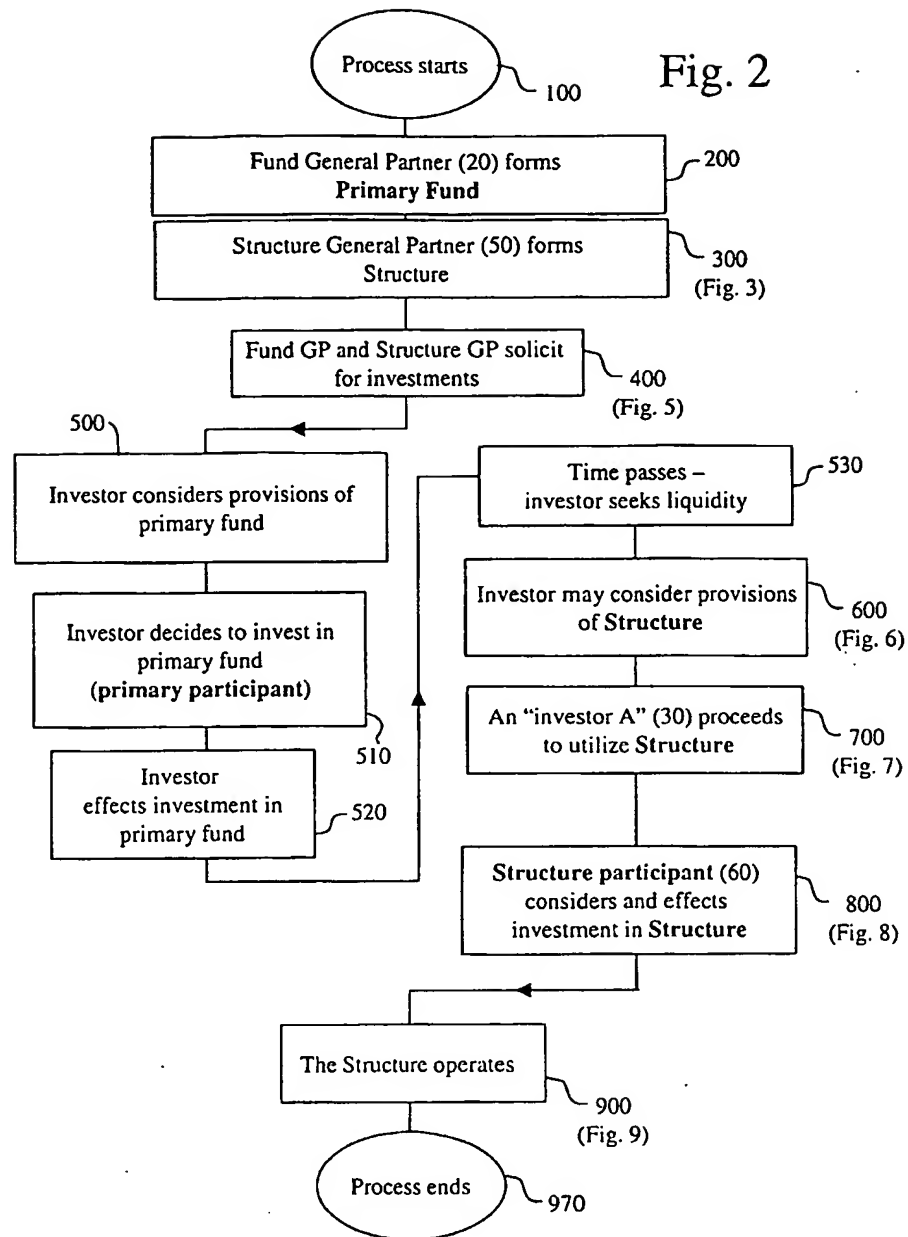 Fig. 2
Process starts
100
Fund General Partner (20) forms
Primary Fund
200
Structure General Partner (50) forms
Structure
300
(Fig. 3)
Fund GP and Structure GP solicit
for investments
400
(Fig. 5)
500
Investor considers provisions of
primary fund
Investor decides to invest in
primary fund
(primary participant)
510
Investor
effects investment in
primary fund
520
Time passes –
investor seeks liquidity
530
Investor may consider provisions
of Structure
600
(Fig. 6)
An “investor A” (30) proceeds
to utilize Structure
700
(Fig. 7)
Structure participant (60)
considers and effects
investment in Structure
800
(Fig. 8)
The Structure operates
900
(Fig. 9)
Process ends
970